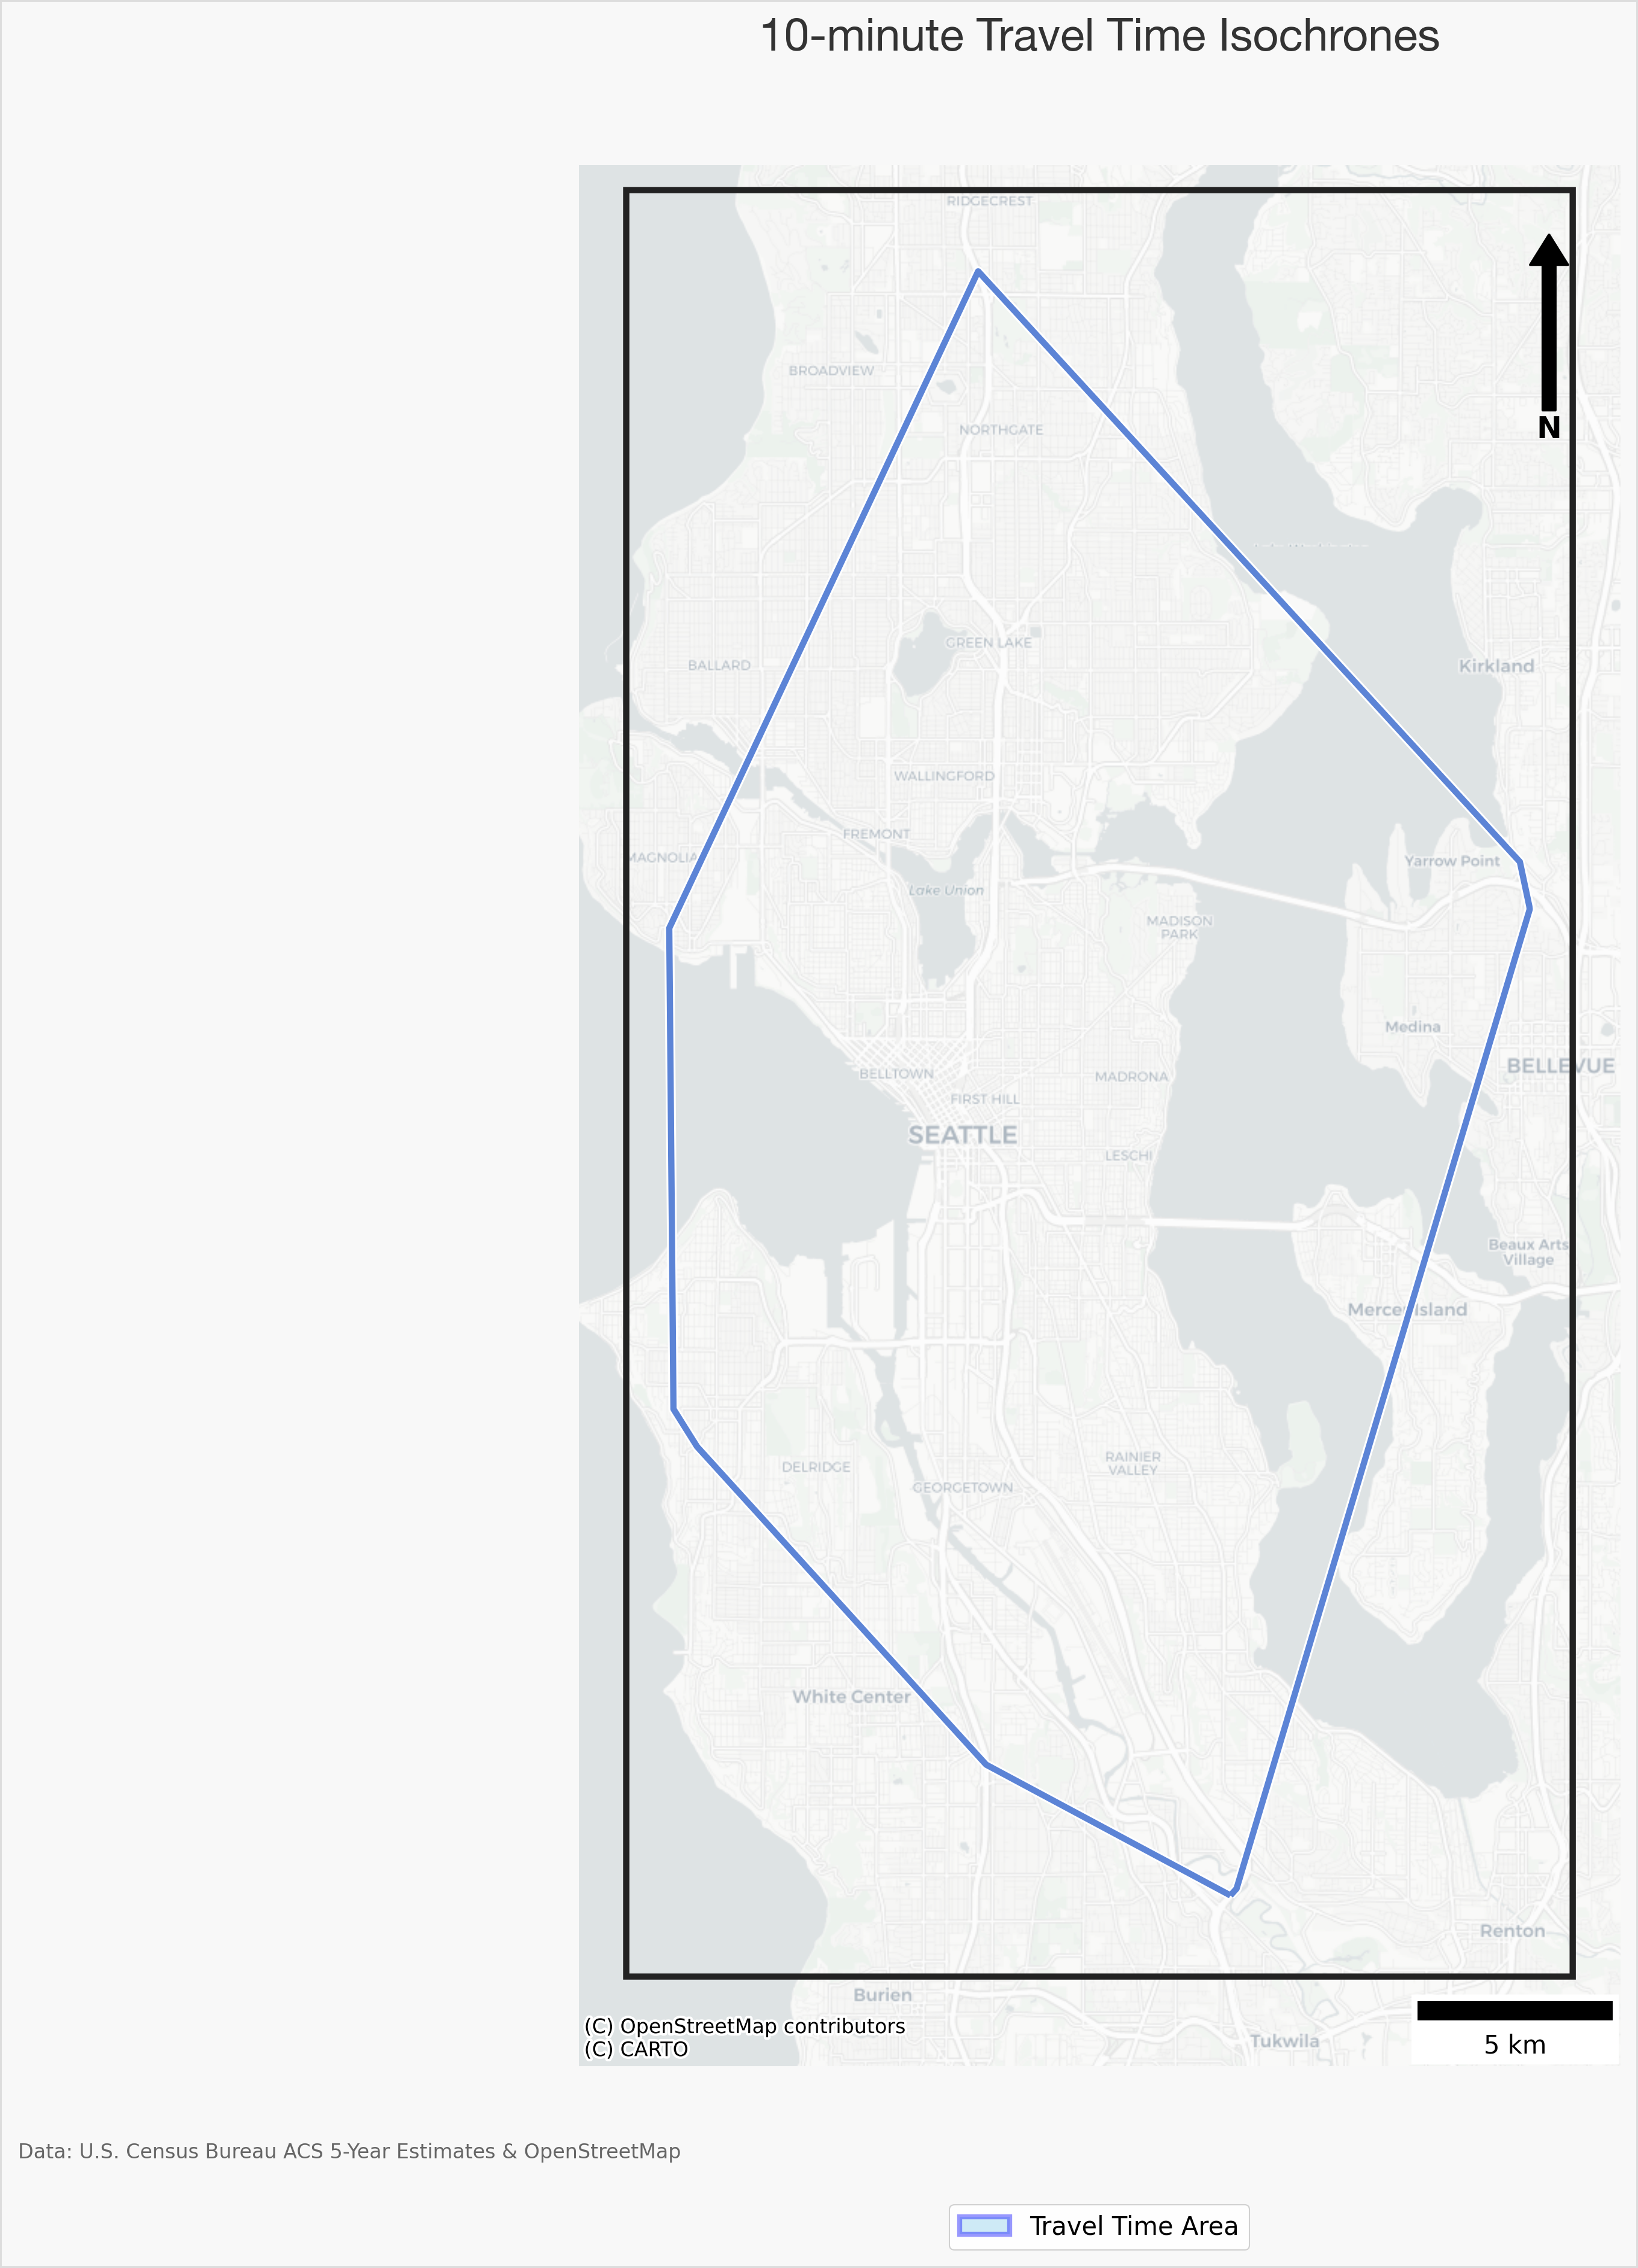 10-minute Travel Time Isochrones
RIDGECREST
N
BROADVIEW
NORTHGATE
GREEN LAKE
BALLARD
Kirkland
WALLINGFORD
FREMONT
MAGNOLIA
Yarrow Point
Lake Union
MADISON
PARK
Medina
BELLEVUE
BELLTOWN
MADRONA
FIRST HILL
SEATTLE
LESCHI
Beaux Arts
Village
Mercer Island
RAINIER
VALLEY
DELRIDGE
GEORGETOWN
White Center
Renton
Burien
Tukwila
(C) OpenStreetMap contributors
(C) CARTO
5 km
Data: U.S. Census Bureau ACS 5-Year Estimates & OpenStreetMap
Travel Time Area